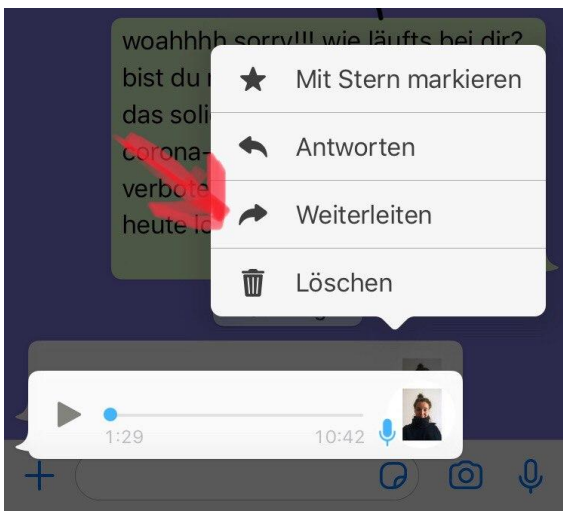 woahhhh sorry!!! wie läufts bei dir?
bist du
das soli
corona-
verbote
heute
Mit Stern markieren
Antworten
Weiterleiten
Löschen
1:29
10:42